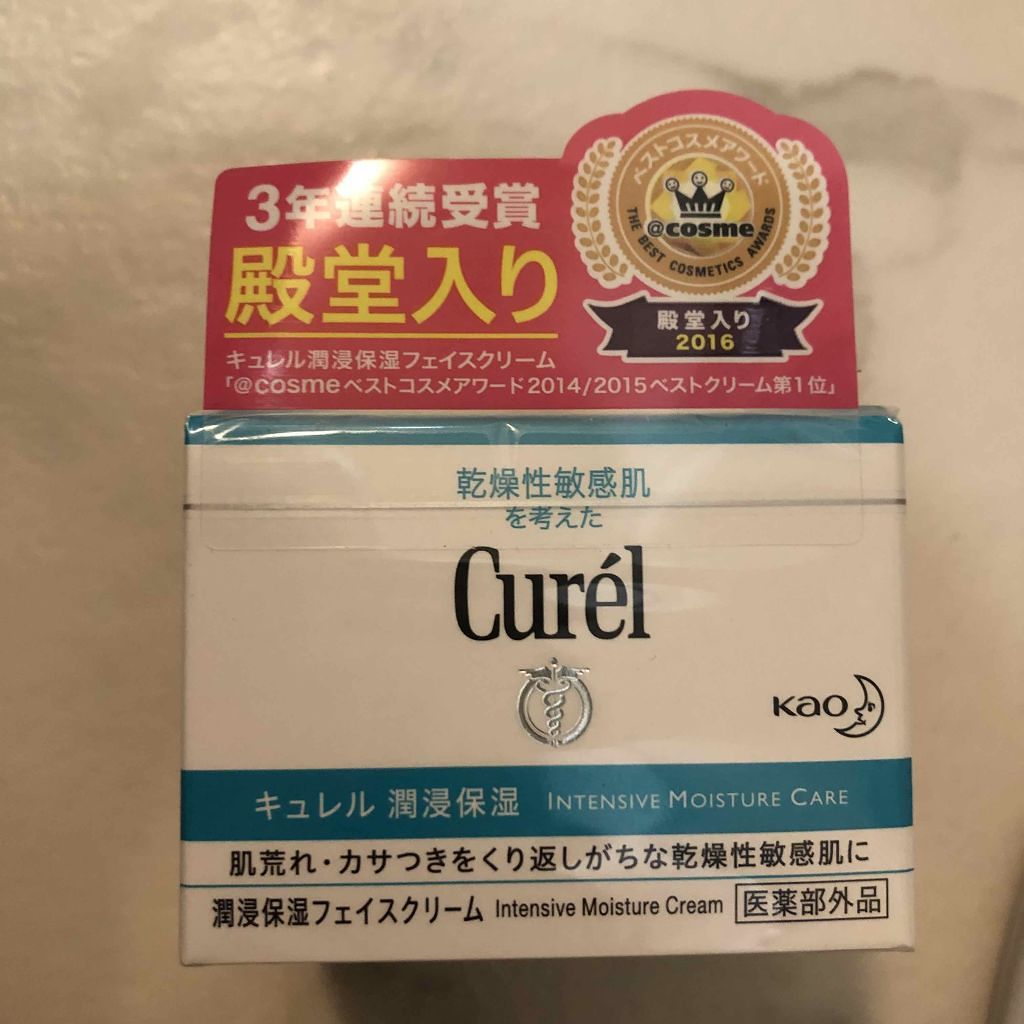 3年連続受賞
殿堂入り
キュレル潤浸保湿フェイスクリーム
「@cosmeベストコスメアワード2014/2015ベストクリーム第1位」
ベストコスメアワード
@cosme
THE BEST COSMETICS AWARDS
殿堂入り
2016
乾燥性敏感肌
を考えた
Curél
Kao
キュレル 潤浸保湿 INTENSIVE MOISTURE CARE
肌荒れ・カサつきをくり返しがちな乾燥性敏感肌に
潤浸保湿フェイスクリーム Intensive Moisture Cream 医薬部外品